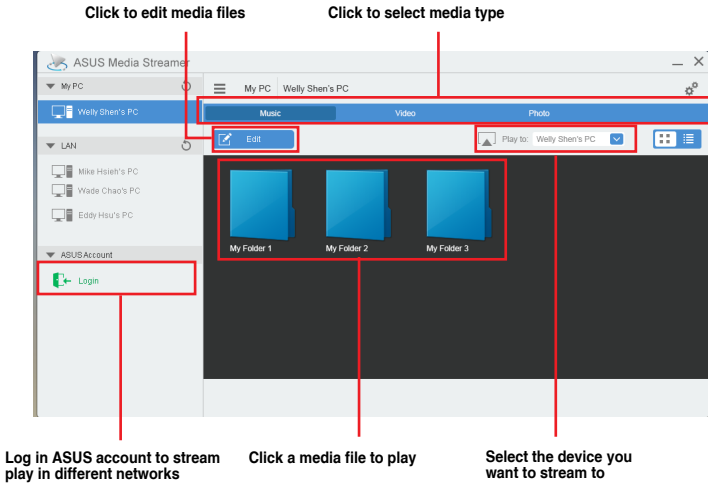 Click to edit media files
Click to select media type
ASUS Media Streamer
My PC
My PC Welly Shen's PC
Welly Shen's PC
Music Video Photo
Edit
Play to: Welly Shen's PC
LAN
Mike Hsieh's PC
Wade Chao's PC
Eddy Hsu's PC
My Folder 1 My Folder 2 My Folder 3
ASUS Account
Login
Log in ASUS account to stream
play in different networks
Click a media file to play
Select the device you
want to stream to